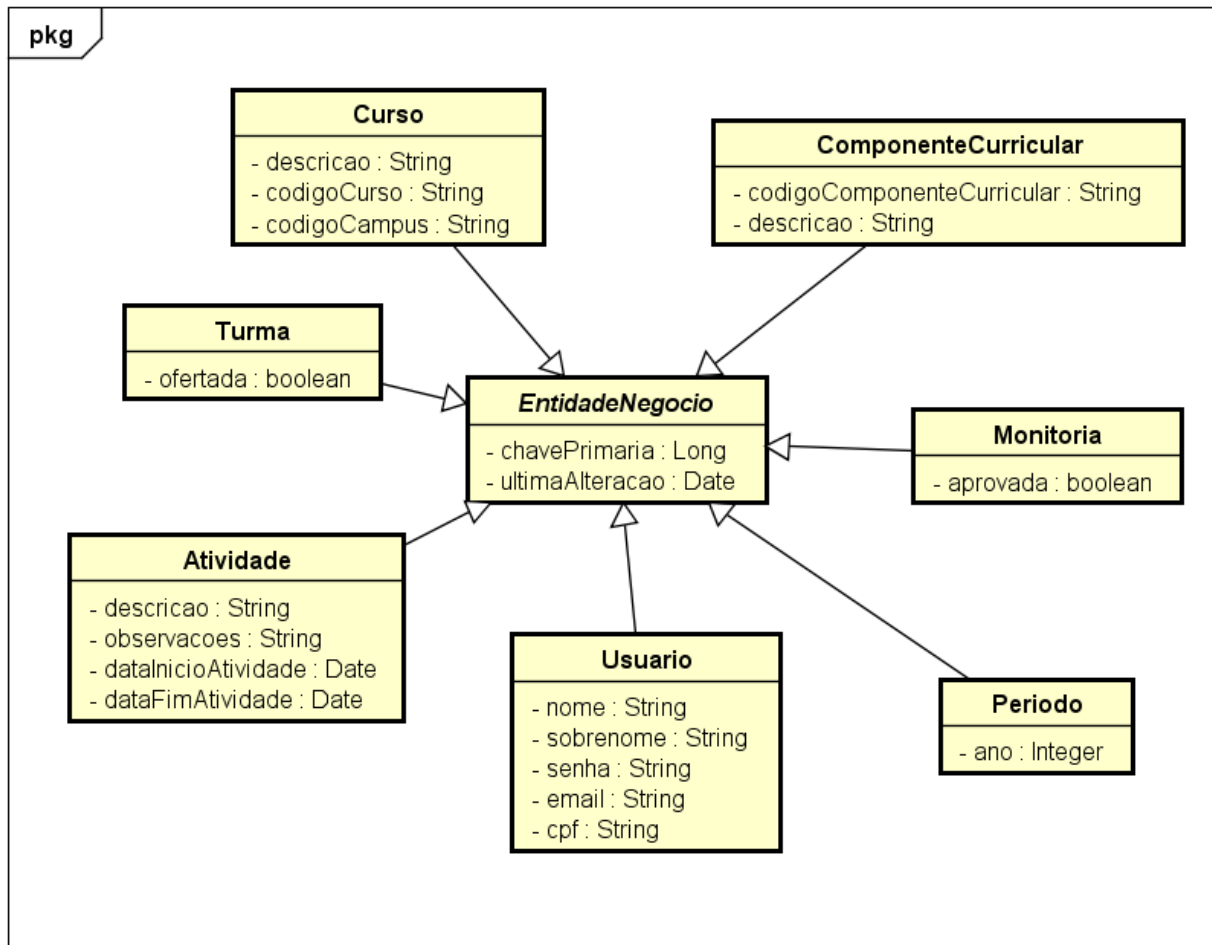 pkg
Curso
- descricao : String
- codigoCurso : String
- codigoCampus : String
ComponenteCurricular
- codigoComponenteCurricular : String
- descricao : String
Turma
- ofertada : boolean
EntidadeNegocio
- chavePrimaria : Long
- ultimaAlteracao : Date
Monitoria
- aprovada : boolean
Atividade
- descricao : String
- observacoes : String
- dataInicioAtividade : Date
- dataFimAtividade : Date
Usuario
- nome : String
- sobrenome : String
- senha : String
- email : String
- cpf : String
Periodo
- ano : Integer